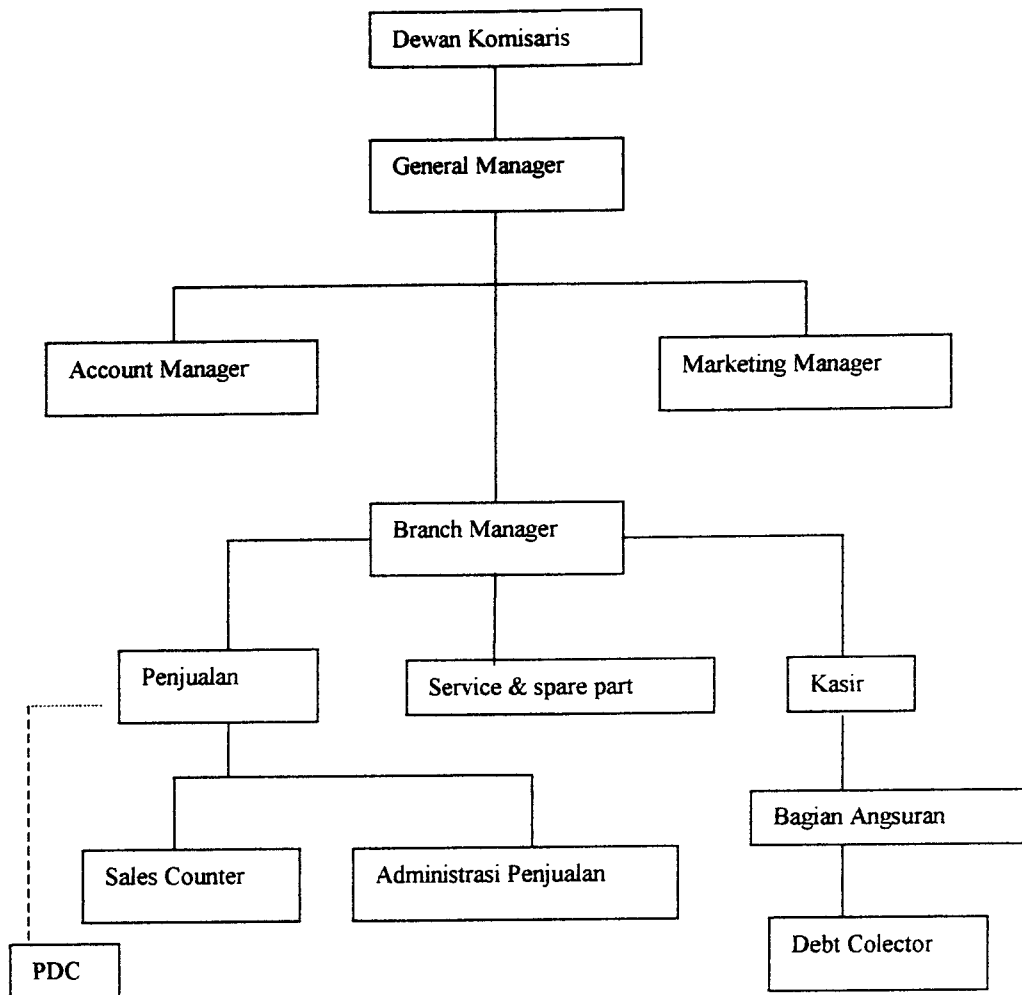 Dewan Komisaris
General Manager
Account Manager
Marketing Manager
Branch Manager
Penjualan
Service & spare part
Kasir
Bagian Angsuran
Sales Counter
Administrasi Penjualan
Debt Colector
PDC